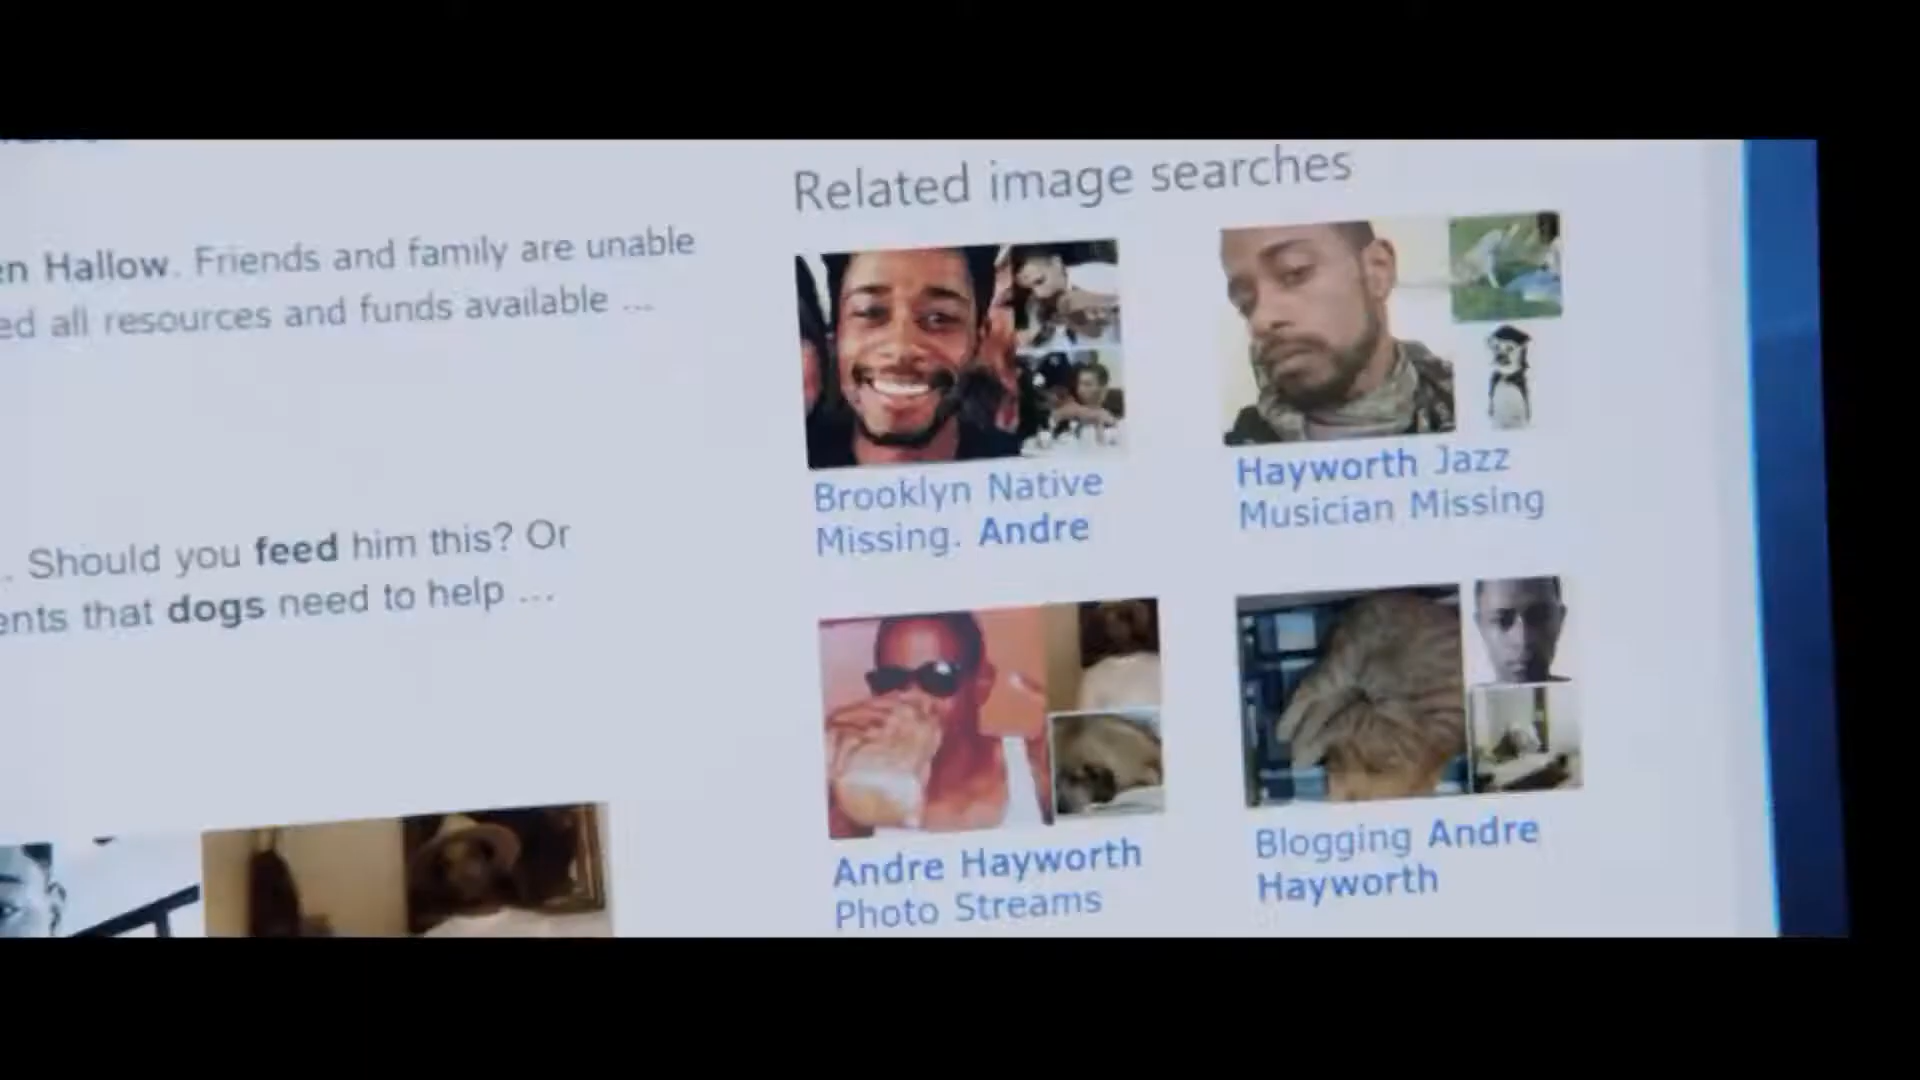 Related image searches
en Hallow. Friends and family are unable
ed all resources and funds available ...
Brooklyn Native
Missing. Andre
Hayworth Jazz
Musician Missing
. Should you feed him this? Or
ents that dogs need to help ...
Andre Hayworth
Photo Streams
Blogging Andre
Hayworth